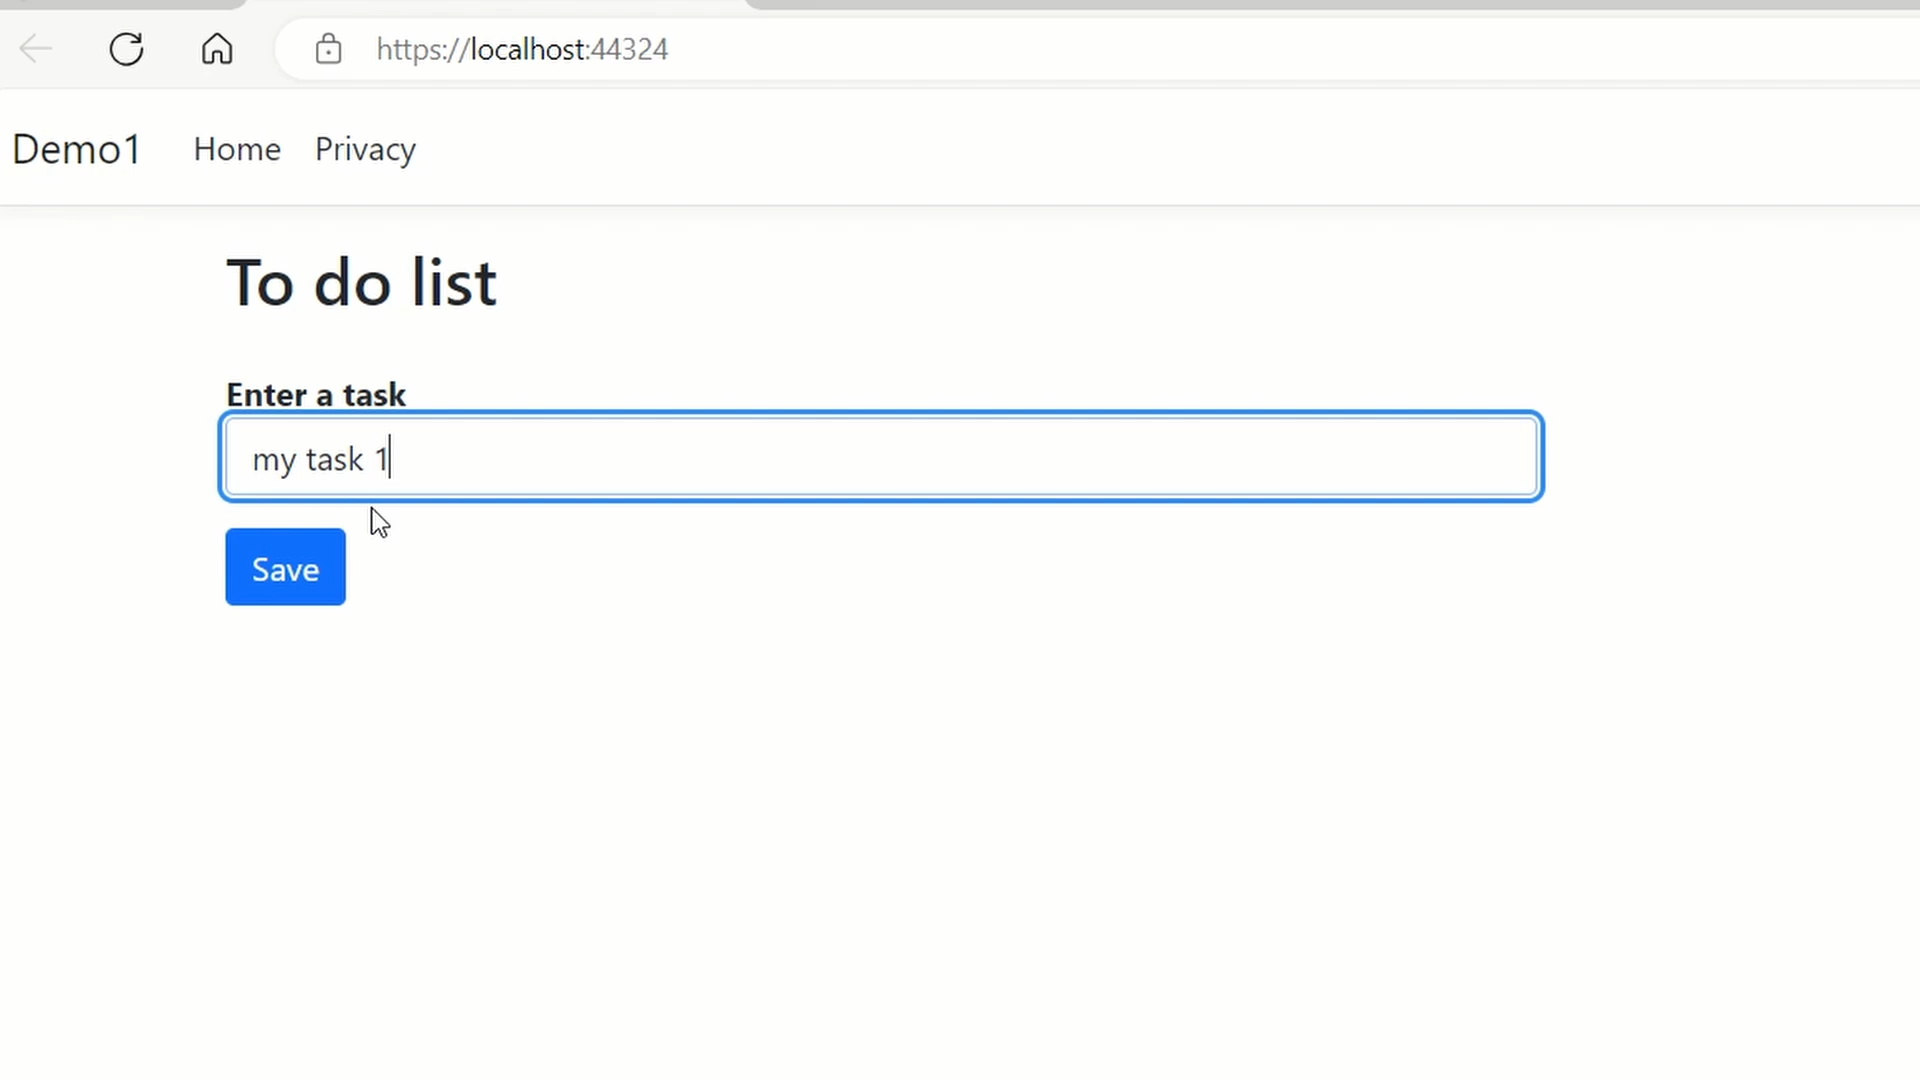 https://localhost:44324
Demo1 Home Privacy
To do list
Enter a task
my task 1
Save